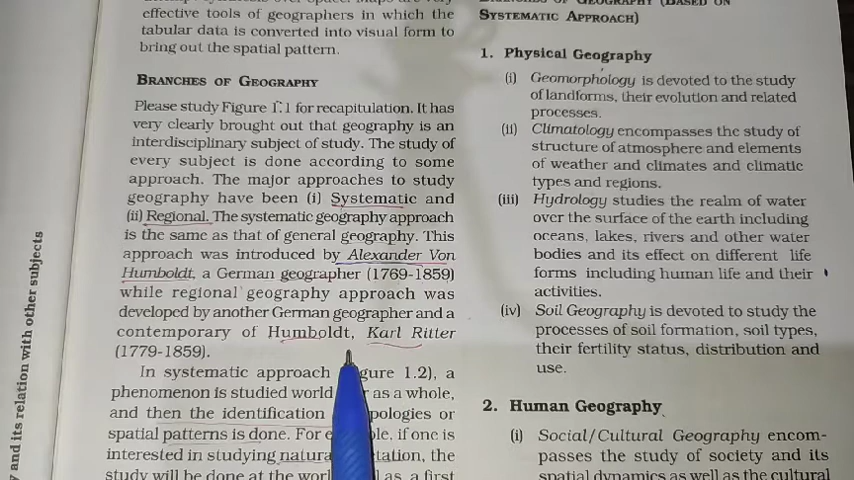 effective tools of geographers in which the
tabular data is converted into visual form to
bring out the spatial pattern.
BRANCHES OF GEOGRAPHY
Please study Figure 1.1 for recapitulation. It has
very clearly brought out that geography is an
interdisciplinary subject of study. The study of
every subject is done according to some
approach. The major approaches to study
geography have been (i) Systematic and
(ii) Regional. The systematic geography approach
is the same as that of general geography. This
approach was introduced by Alexander Von
Humboldt, a German geographer (1769-1859)
while regional geography approach was
developed by another German geographer and a
contemporary of Humboldt, Karl Ritter
(1779-1859).
In systematic approach gure 1.2), a
phenomenon is studied world as a whole,
and then the identification pologies or
spatial patterns is done. For e le, if one is
interested in studying natura tation, the
study will be done at the world as a first
SYSTEMATIC APPROACH)
1. Physical Geography
(i) Geomorphology is devoted to the study
of landforms, their evolution and related
processes.
(ii) Climatology encompasses the study of
structure of atmosphere and elements
of weather and climates and climatic
types and regions.
(iii) Hydrology studies the realm of water
over the surface of the earth including
oceans, lakes, rivers and other water
bodies and its effect on different life
forms including human life and their
activities.
(iv) Soil Geography is devoted to study the
processes of soil formation, soil types,
their fertility status, distribution and
use.
2. Human Geography
(i) Social/Cultural Geography encom-
passes the study of society and its
spatial dynamics as well as the cultural
y and its relation with other subjects